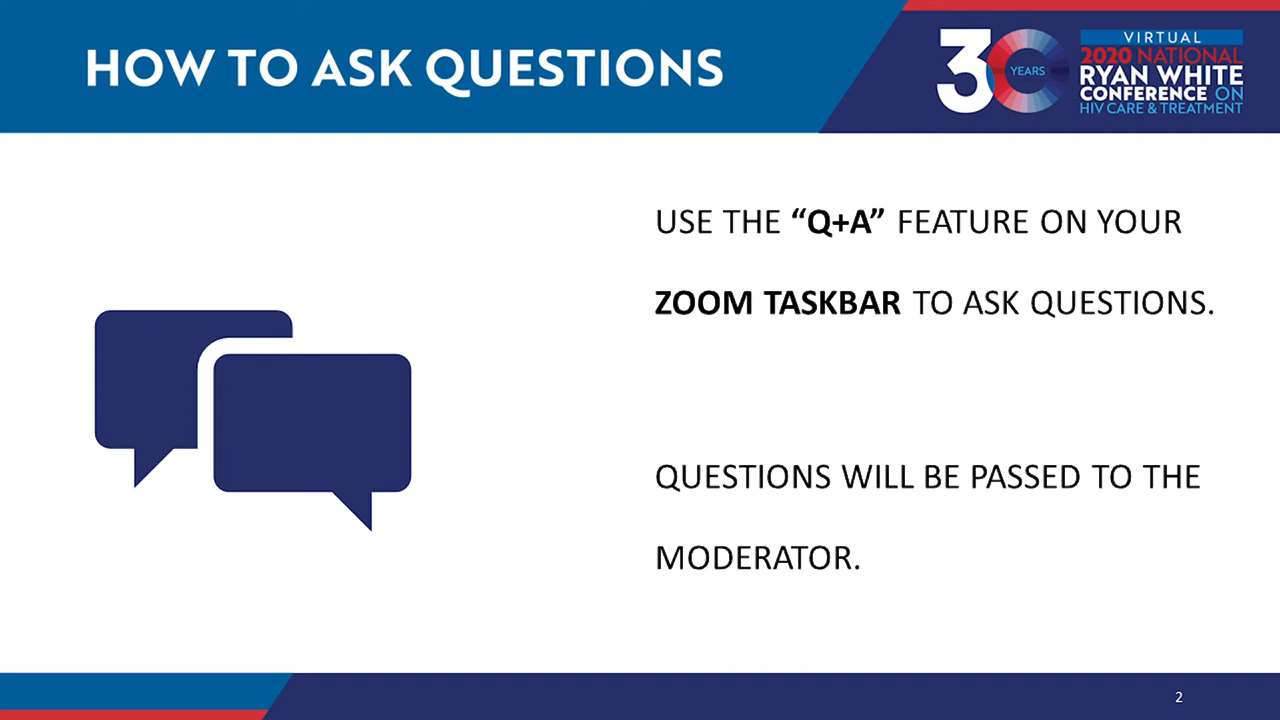 HOW TO ASK QUESTIONS
30
YEARS
VIRTUAL
2020 NATIONAL
RYAN WHITE
CONFERENCE ON
HIV CARE & TREATMENT
USE THE “Q+A” FEATURE ON YOUR
ZOOM TASKBAR TO ASK QUESTIONS.
QUESTIONS WILL BE PASSED TO THE
MODERATOR.
2